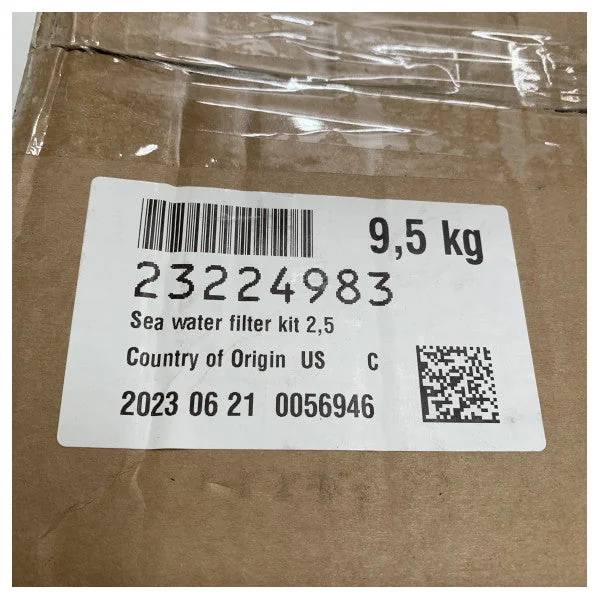 9,5 kg
23224983
Sea water filter kit 2,5
Country of Origin US C
2023 06 21 0056946